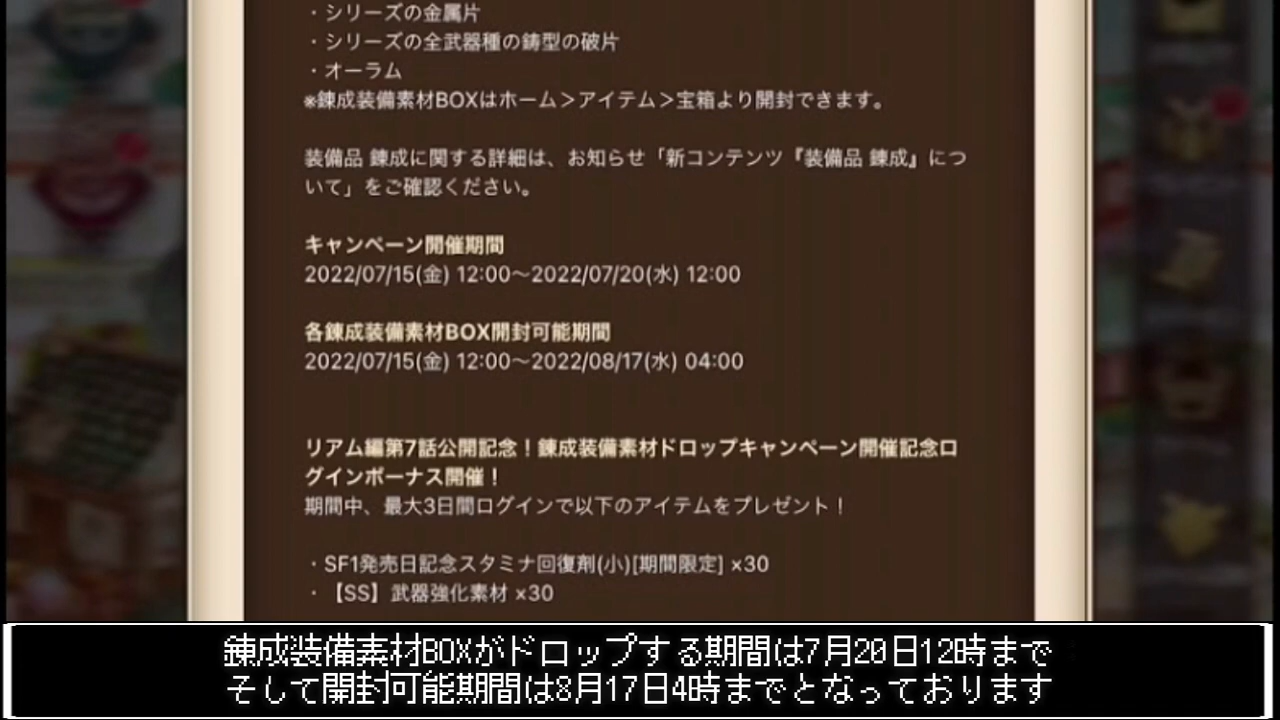 ・シリーズの金属片
・シリーズの全武器種の鋳型の破片
・オーラム
※錬成装備素材BOXはホーム＞アイテム＞宝箱より開封できます。
装備品 錬成に関する詳細は、お知らせ「新コンテンツ『装備品 錬成』につ
いて」をご確認ください。
キャンペーン開催期間
2022/07/15(金) 12:00～2022/07/20(水) 12:00
各錬成装備素材BOX開封可能期間
2022/07/15(金) 12:00～2022/08/17(水) 04:00
リアム編第7話公開記念！錬成装備素材ドロップキャンペーン開催記念ロ
グインボーナス開催！
期間中、最大3日間ログインで以下のアイテムをプレゼント！
・SF1発売日記念スタミナ回復剤(小)[期間限定] ×30
・【SS】武器強化素材 ×30
錬成装備素材BOXがドロップする期間は7月20日12時まで
そして開封可能期間は8月17日4時までとなっております